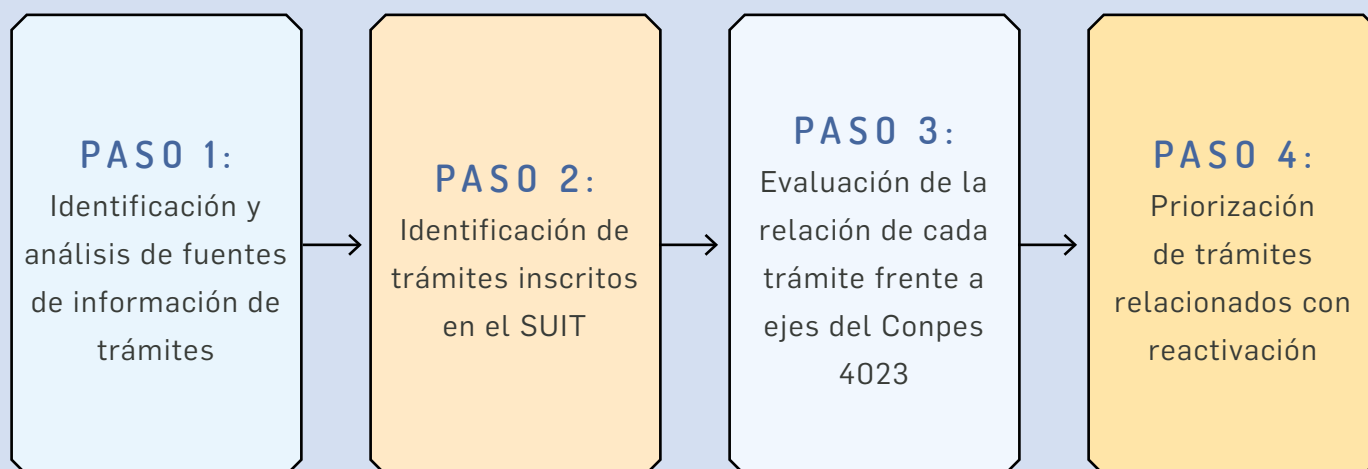 PASO 1:
Identificación y
análisis de fuentes
de información de
trámites
PASO 2:
Identificación de
trámites inscritos
en el SUIT
PASO 3:
Evaluación de la
relación de cada
trámite frente a
ejes del Conpes
4023
PASO 4:
Priorización
de trámites
relacionados con
reactivación